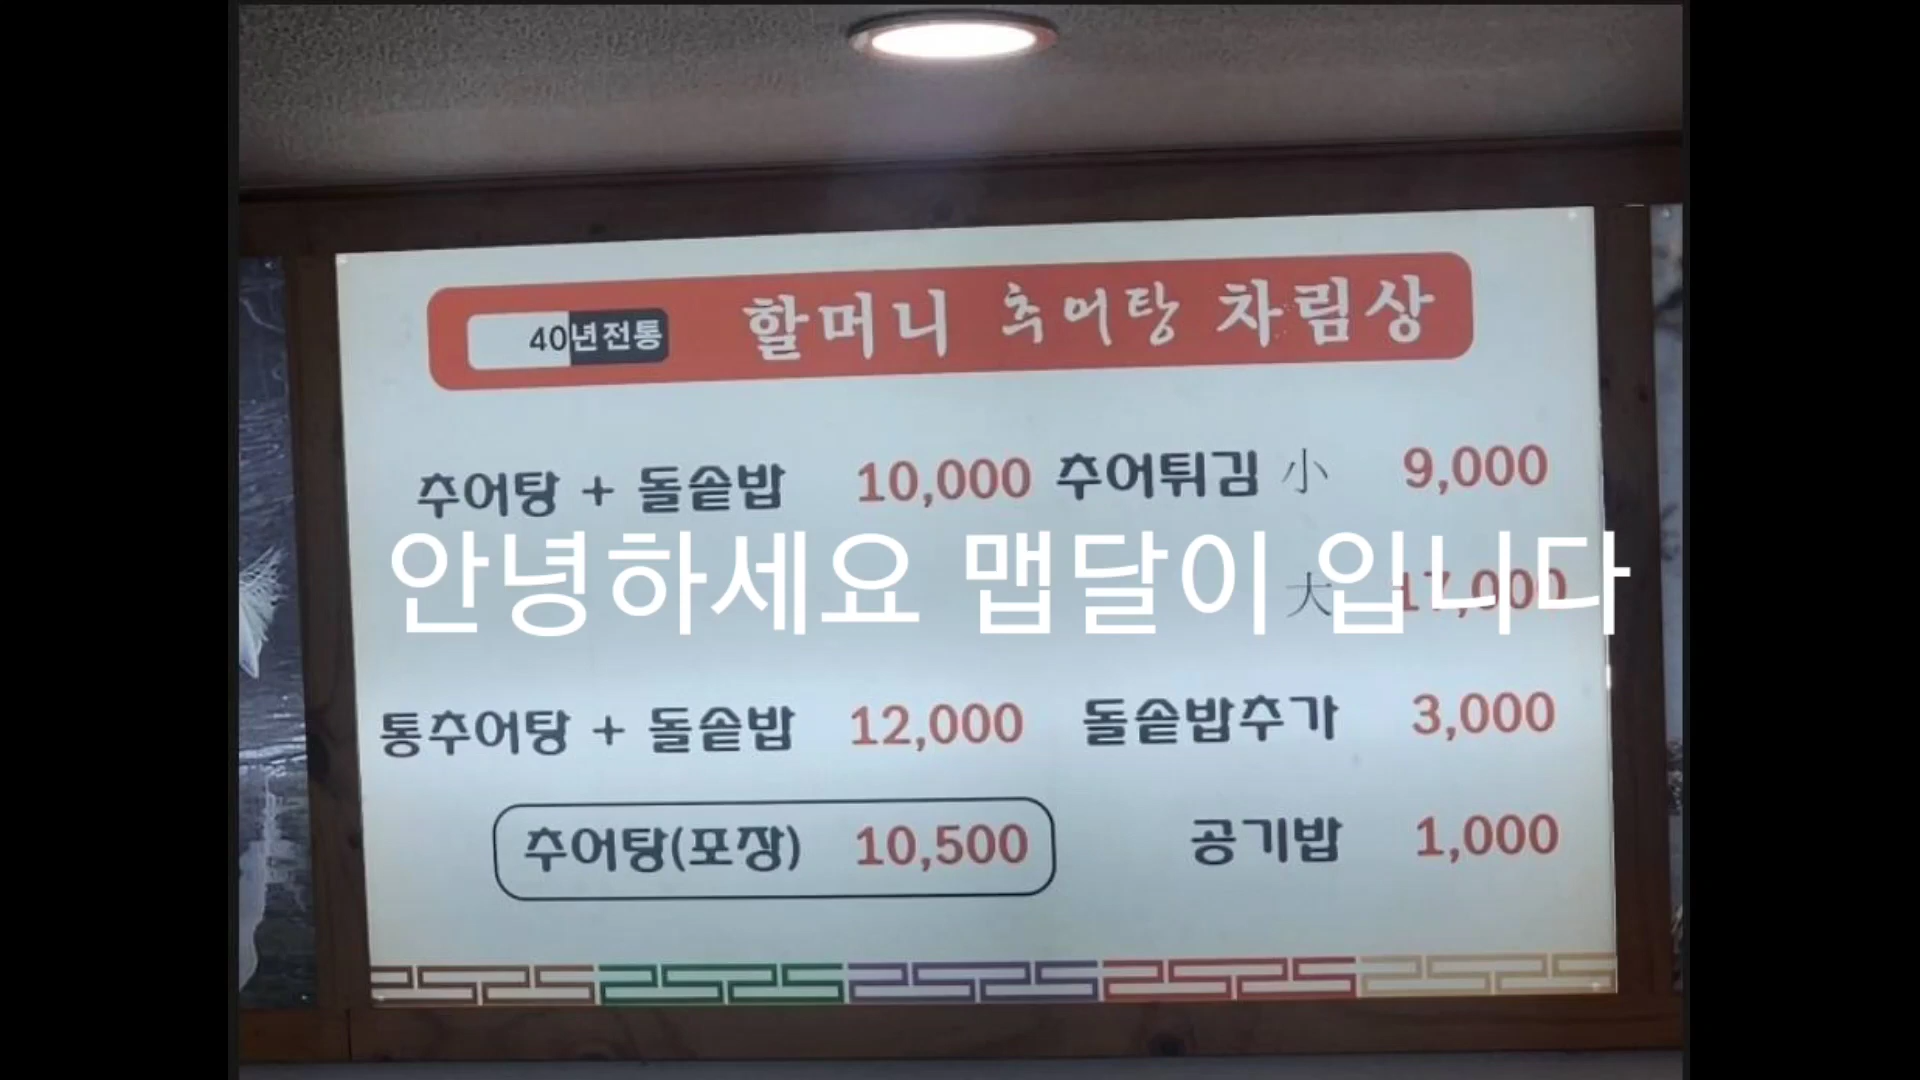 40년전통 할머니 추어탕 차림상
추어탕 + 돌솥밥 10,000 추어튀김 小 9,000
안녕하세요 맵달이 입니다
大 17,000
통추어탕 + 돌솥밥 12,000 돌솥밥추가 3,000
추어탕(포장) 10,500 공기밥 1,000